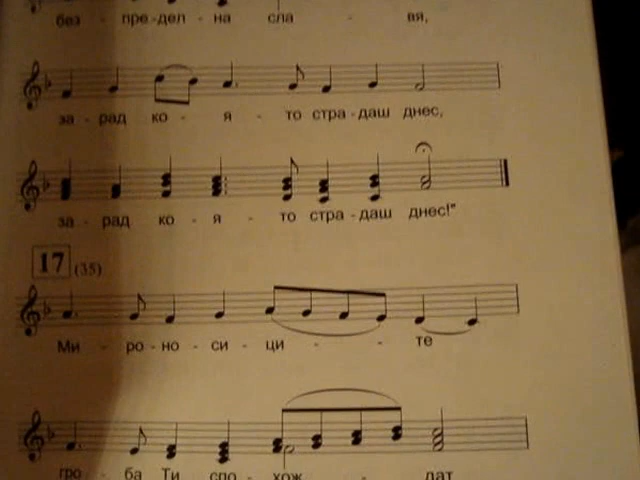 без - пре-дел - на сла - вя,
за - рад ко - я - то стра - даш днес,
за - рад ко - я - то стра - даш днес!"
17 (35)
Ми - ро - но - си - ци - - те
гро - ба Ти спо - хож - дат